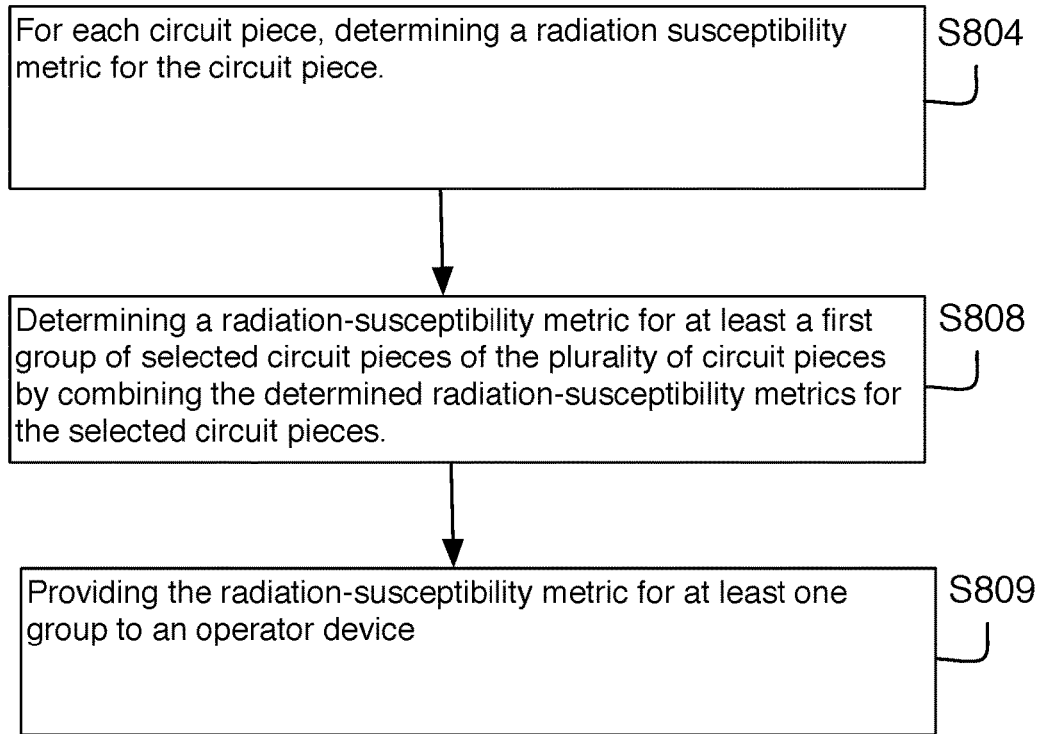 For each circuit piece, determining a radiation susceptibility
metric for the circuit piece.
S804
Determining a radiation-susceptibility metric for at least a first
group of selected circuit pieces of the plurality of circuit pieces
by combining the determined radiation-susceptibility metrics for
the selected circuit pieces.
S808
Providing the radiation-susceptibility metric for at least one
group to an operator device
S809